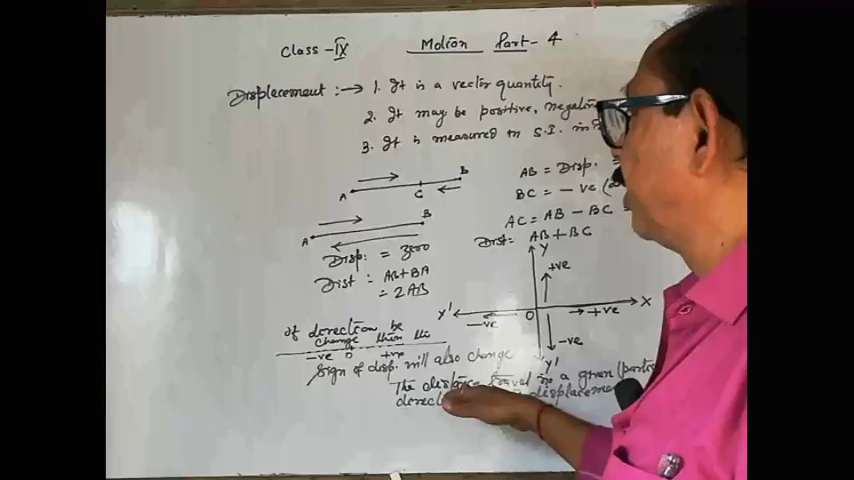 Class - IX Motion Part - 4
Displacement :→ 1. It is a vector quantity.
2. It may be positive, negative
3. It is measured in S.I. in
A C B
AB = Disp. =
BC = - ve
AC = AB - BC =
Dist = AB + BC
A B
Disp. = zero
Dist = AB + BA
= 2AB
Y
+ve
X' -ve O +ve X
-ve
Y'
If direction be
change then the
-ve O +ve
Sign of disp. will also change
The distance travel in a given
displacement